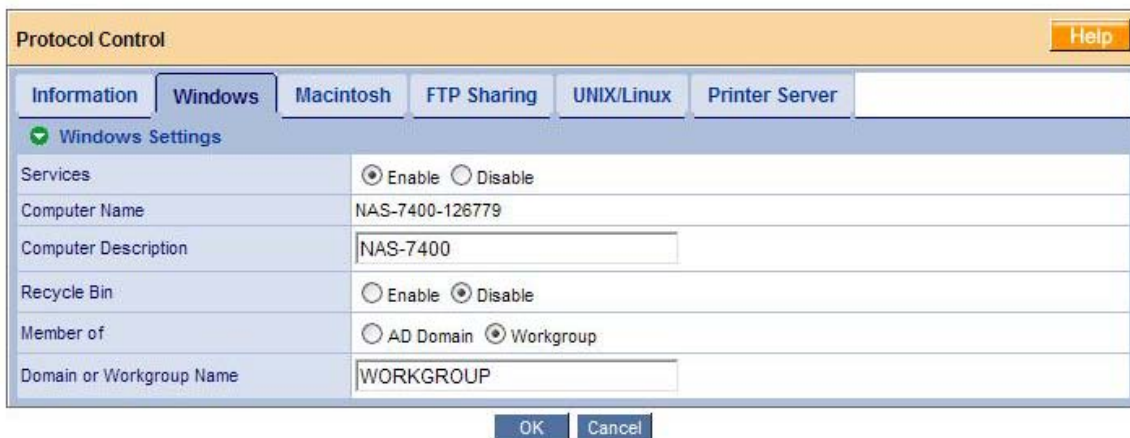 Protocol Control Help
Information Windows Macintosh FTP Sharing UNIX/Linux Printer Server
Windows Settings
Services Enable Disable
Computer Name NAS-7400-126779
Computer Description NAS-7400
Recycle Bin Enable Disable
Member of AD Domain Workgroup
Domain or Workgroup Name WORKGROUP
OK Cancel